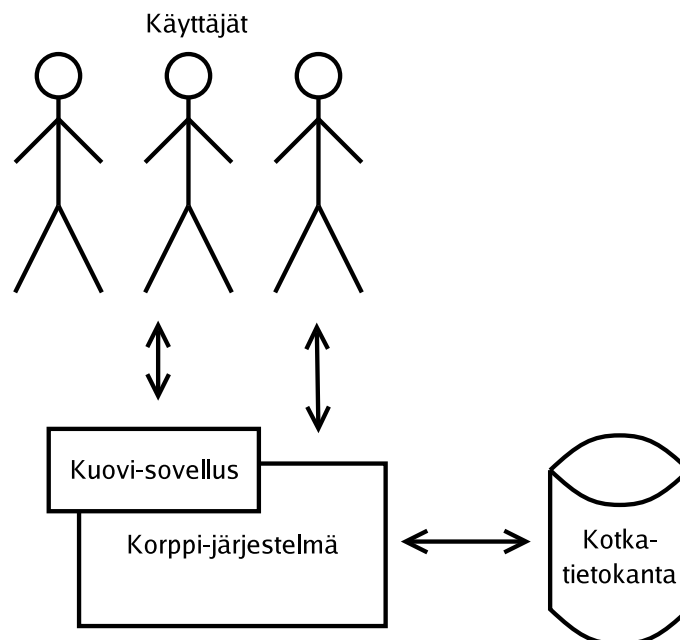 Käyttäjät
Kuovi-sovellus
Korppi-järjestelmä
Kotka-
tietokanta